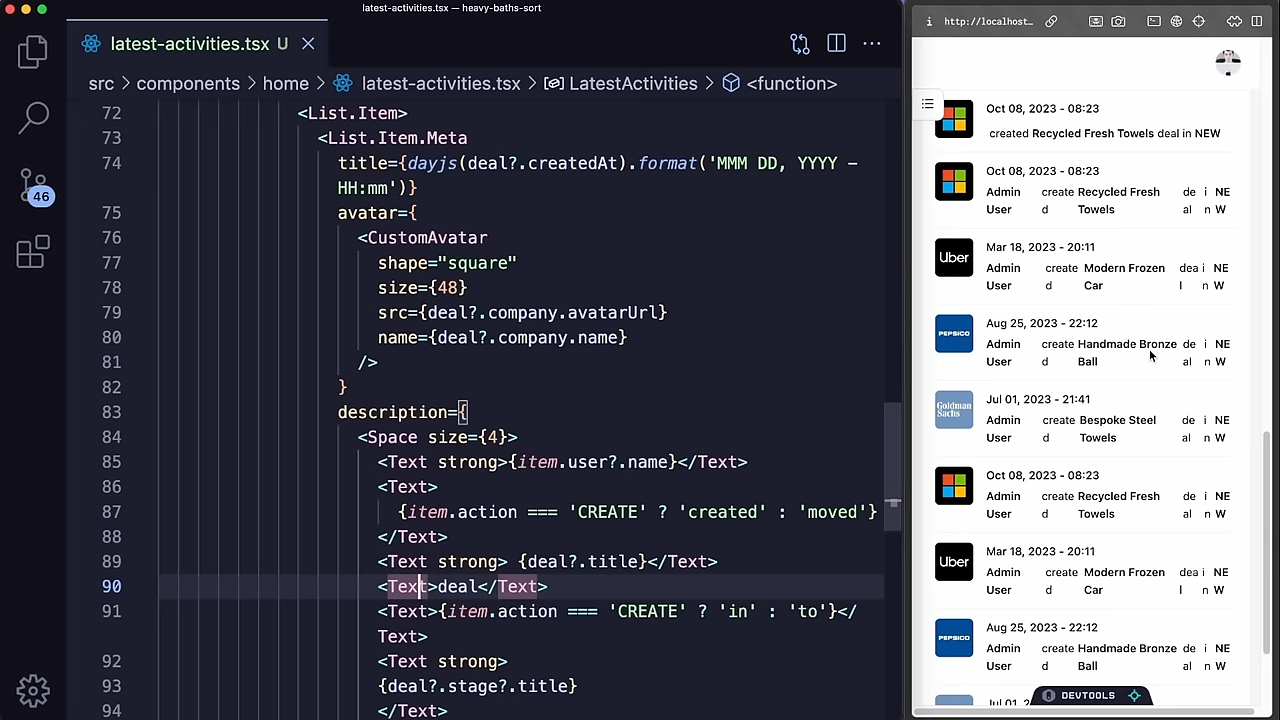 latest-activities.tsx — heavy-baths-sort
latest-activities.tsx U
src > components > home > latest-activities.tsx > LatestActivities > <function>
46
72 <List.Item>
73 <List.Item.Meta
74 title={dayjs(deal?.createdAt).format('MMM DD, YYYY -
HH:mm')}
75 avatar={
76 <CustomAvatar
77 shape="square"
78 size={48}
79 src={deal?.company.avatarUrl}
80 name={deal?.company.name}
81 />
82 }
83 description={
84 <Space size={4}>
85 <Text strong>{item.user?.name}</Text>
86 <Text>
87 {item.action === 'CREATE' ? 'created' : 'moved'}
88 </Text>
89 <Text strong> {deal?.title}</Text>
90 <Text>deal</Text>
91 <Text>{item.action === 'CREATE' ? 'in' : 'to'}</
Text>
92 <Text strong>
93 {deal?.stage?.title}
94 </Text>
http://localhost…
Oct 08, 2023 - 08:23
created Recycled Fresh Towels deal in NEW
Oct 08, 2023 - 08:23
Admin create Recycled Fresh de i NE
User d Towels al n W
Uber
Mar 18, 2023 - 20:11
Admin create Modern Frozen dea i NE
User d Car l n W
PEPSICO
Aug 25, 2023 - 22:12
Admin create Handmade Bronze de i NE
User d Ball al n W
Goldman
Sachs
Jul 01, 2023 - 21:41
Admin create Bespoke Steel de i NE
User d Towels al n W
Oct 08, 2023 - 08:23
Admin create Recycled Fresh de i NE
User d Towels al n W
Uber
Mar 18, 2023 - 20:11
Admin create Modern Frozen dea i NE
User d Car l n W
PEPSICO
Aug 25, 2023 - 22:12
Admin create Handmade Bronze de i NE
User d Ball al n W
Jul 01, 2
DEVTOOLS